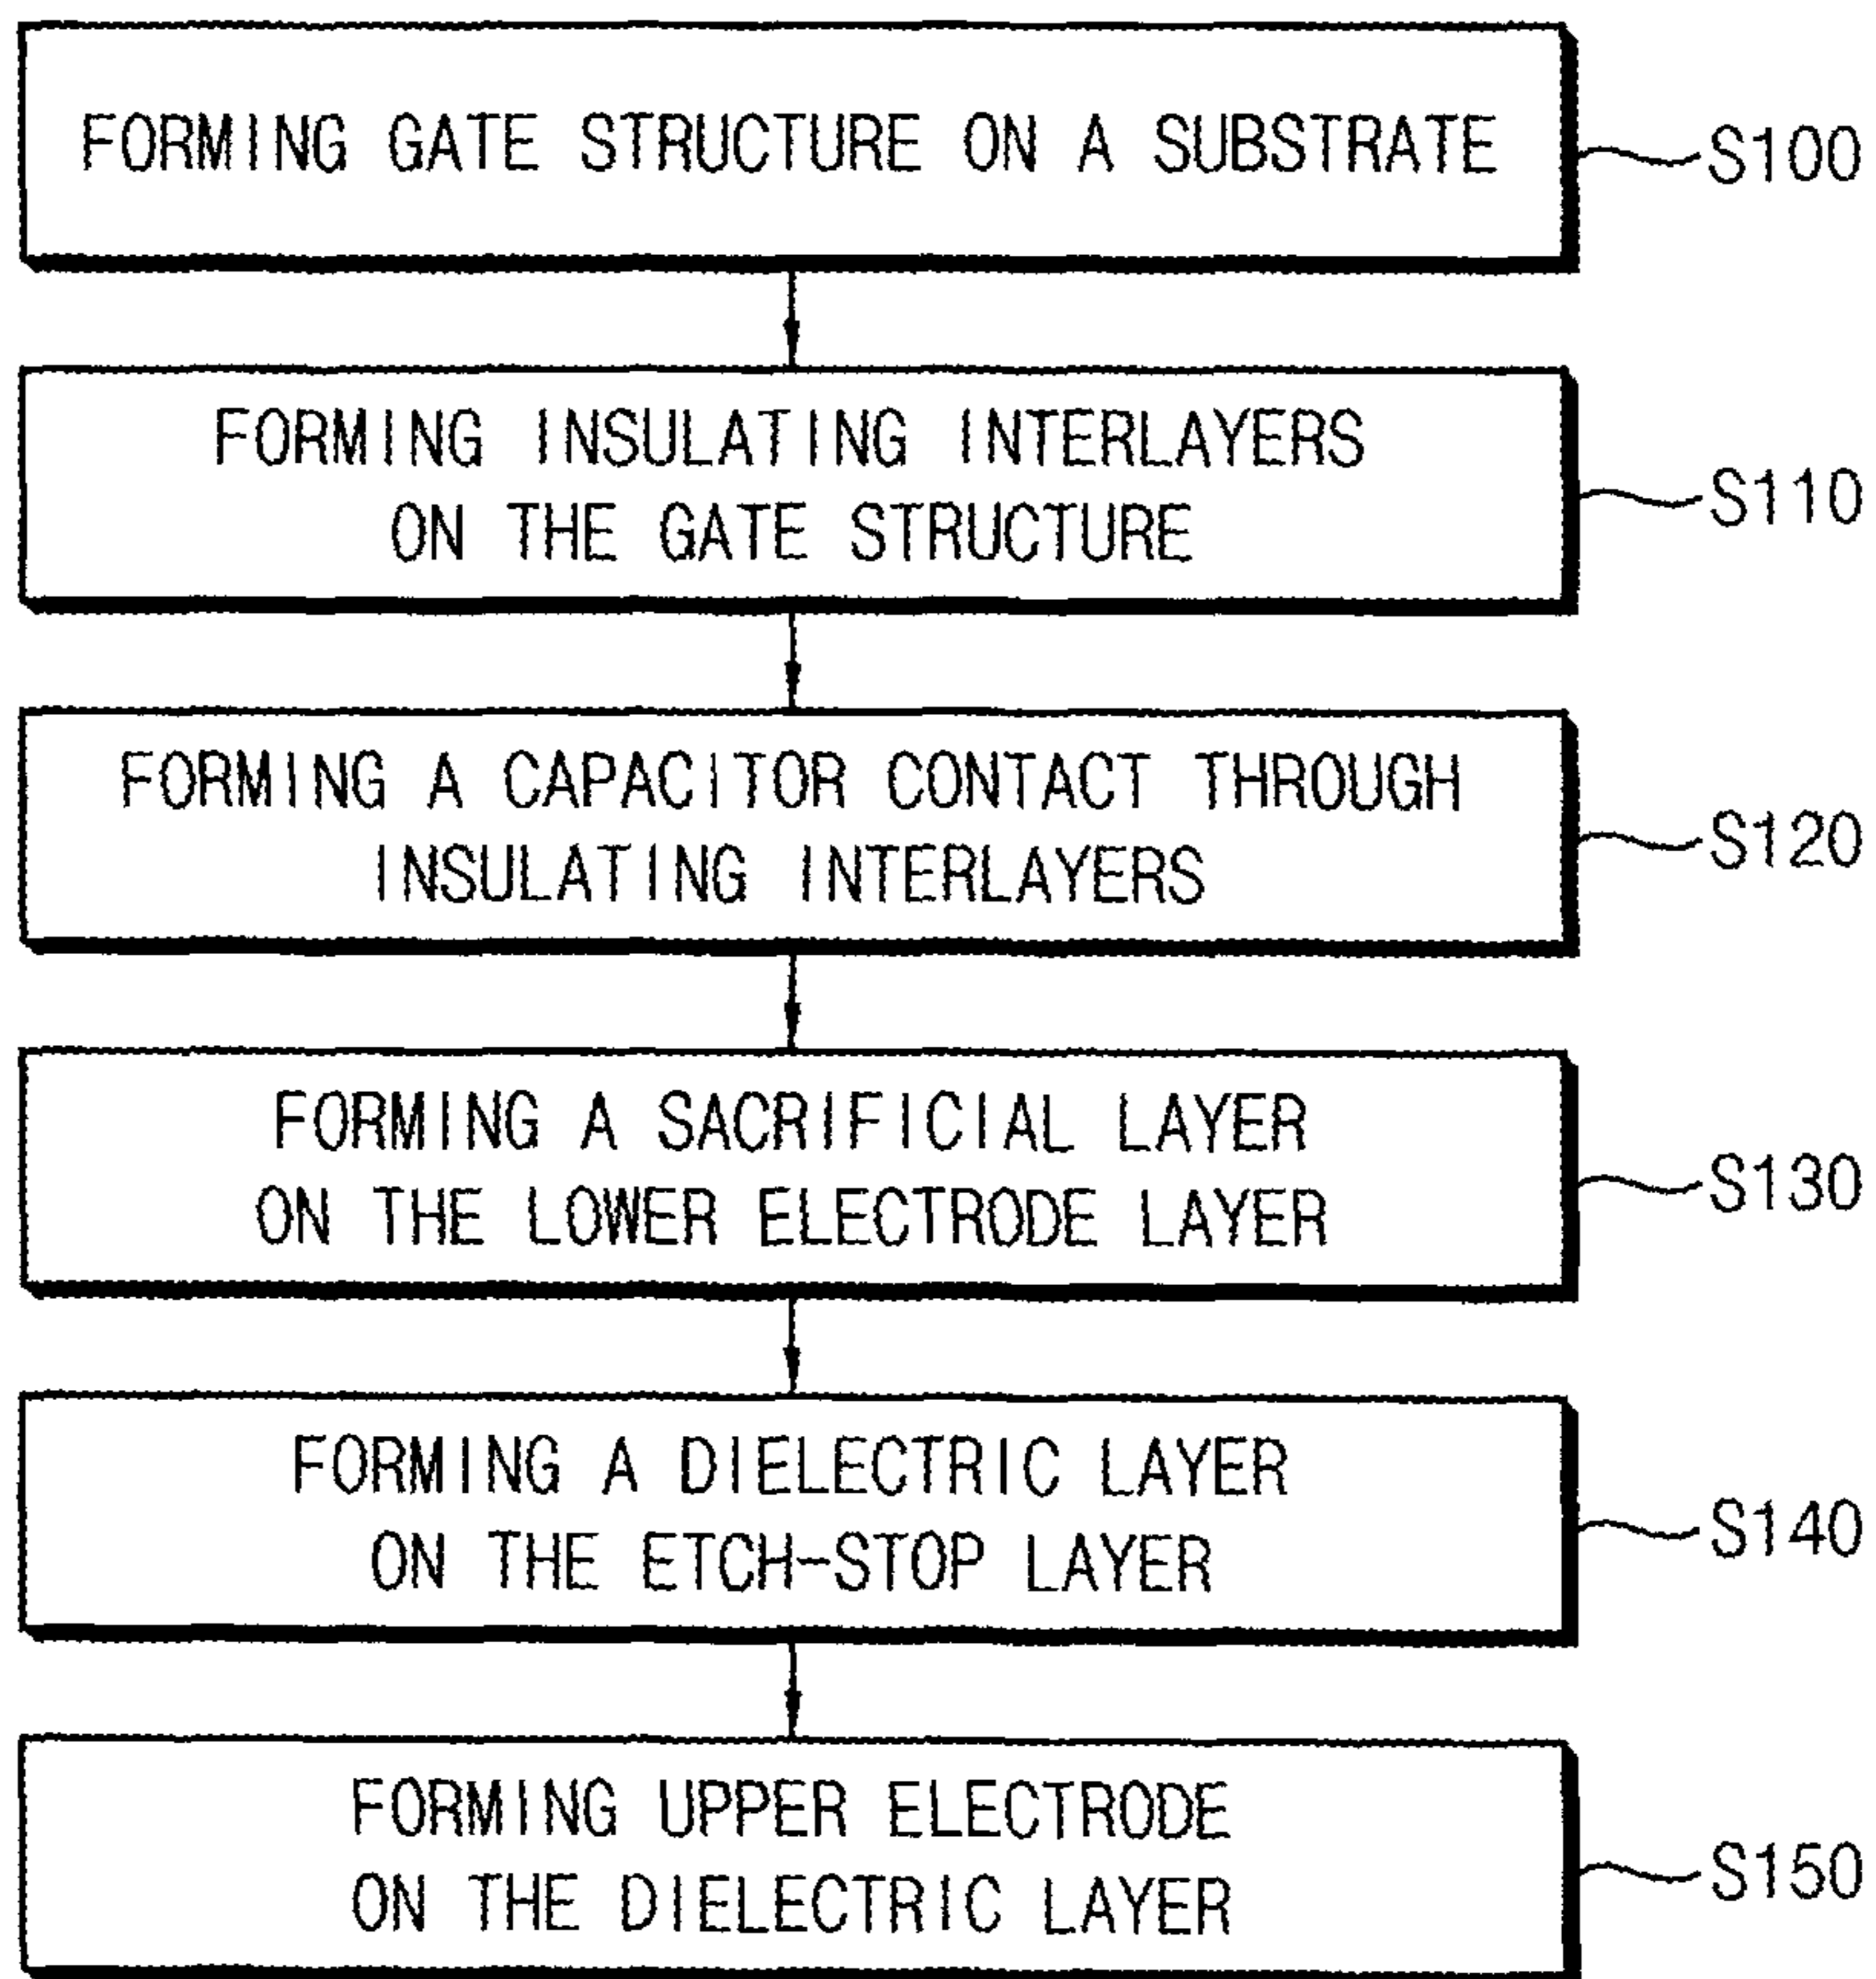 FORMING GATE STRUCTURE ON A SUBSTRATE
S100
FORMING INSULATING INTERLAYERS
ON THE GATE STRUCTURE
S110
FORMING A CAPACITOR CONTACT THROUGH
INSULATING INTERLAYERS
S120
FORMING A SACRIFICIAL LAYER
ON THE LOWER ELECTRODE LAYER
S130
FORMING A DIELECTRIC LAYER
ON THE ETCH-STOP LAYER
S140
FORMING UPPER ELECTRODE
ON THE DIELECTRIC LAYER
S150